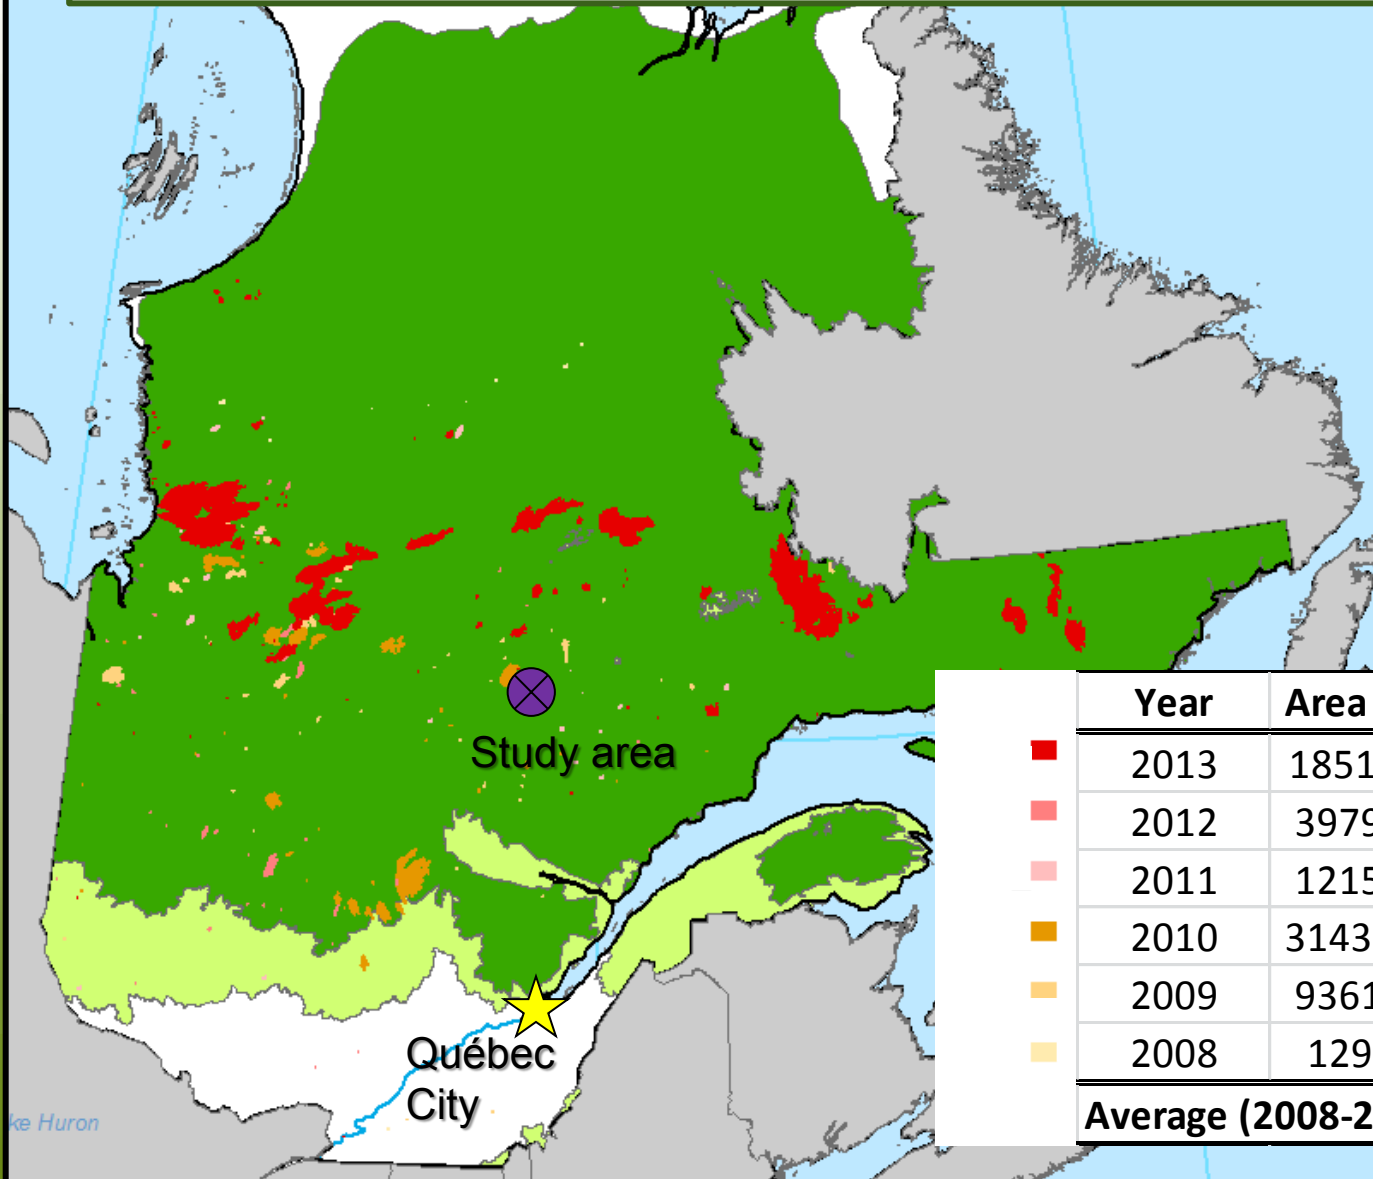 Study area
Québec
City
ke Huron
Year Area
2013 1851
2012 3979
2011 1215
2010 3143
2009 9361
2008 129
Average (2008-2